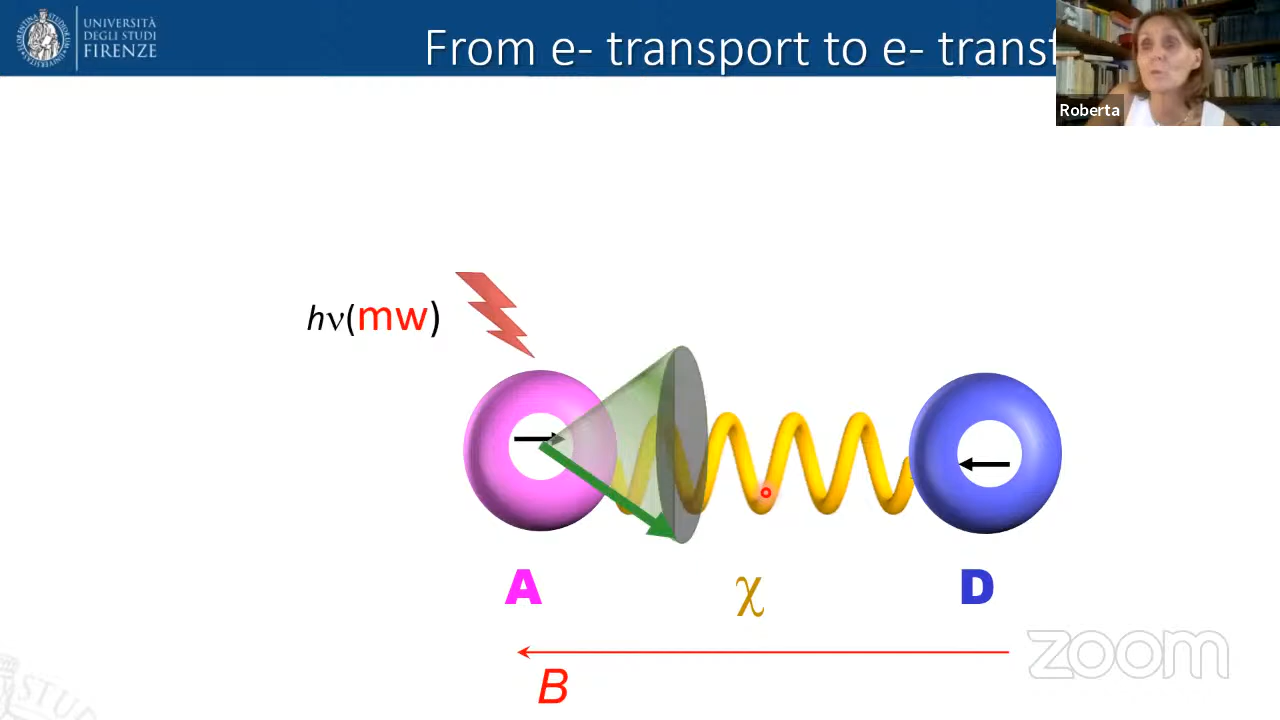 UNIVERSITÀ
DEGLI STUDI
FIRENZE
From e- transport to e- transf
Roberta
hν(mw)
A
χ
D
B
zoom